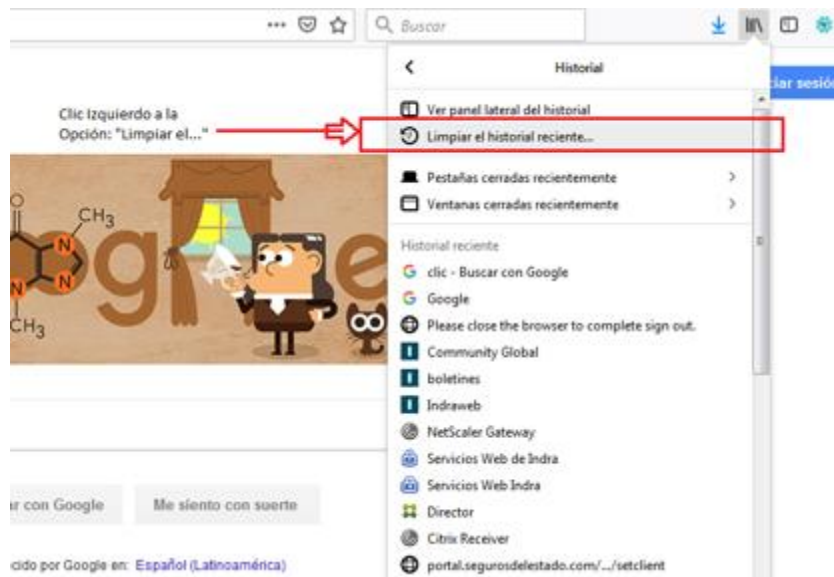 Buscar
Historial
iar sesión
Ver panel lateral del historial
Clic Izquierdo a la
Opción: "Limpiar el..."
Limpiar el historial reciente...
Pestañas cerradas recientemente
Ventanas cerradas recientemente
CH3
N
N
N
CH3
Historial reciente
clic - Buscar con Google
Google
Please close the browser to complete sign out.
Community Global
boletines
Indraweb
NetScaler Gateway
Servicios Web de Indra
Servicios Web Indra
Director
Citrix Receiver
portal.segurosdelestado.com/.../setclient
ar con Google
Me siento con suerte
cido por Google en: Español (Latinoamérica)